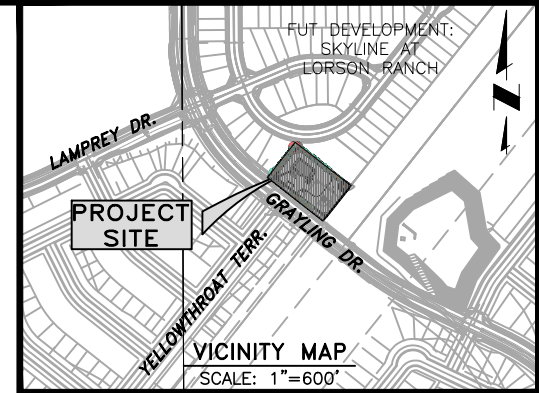 FUT DEVELOPMENT:
SKYLINE AT
LORSON RANCH
N
LAMPREY DR.
PROJECT
SITE
GRAYLING DR.
YELLOWTHROAT TERR.
VICINITY MAP
SCALE: 1"=600'